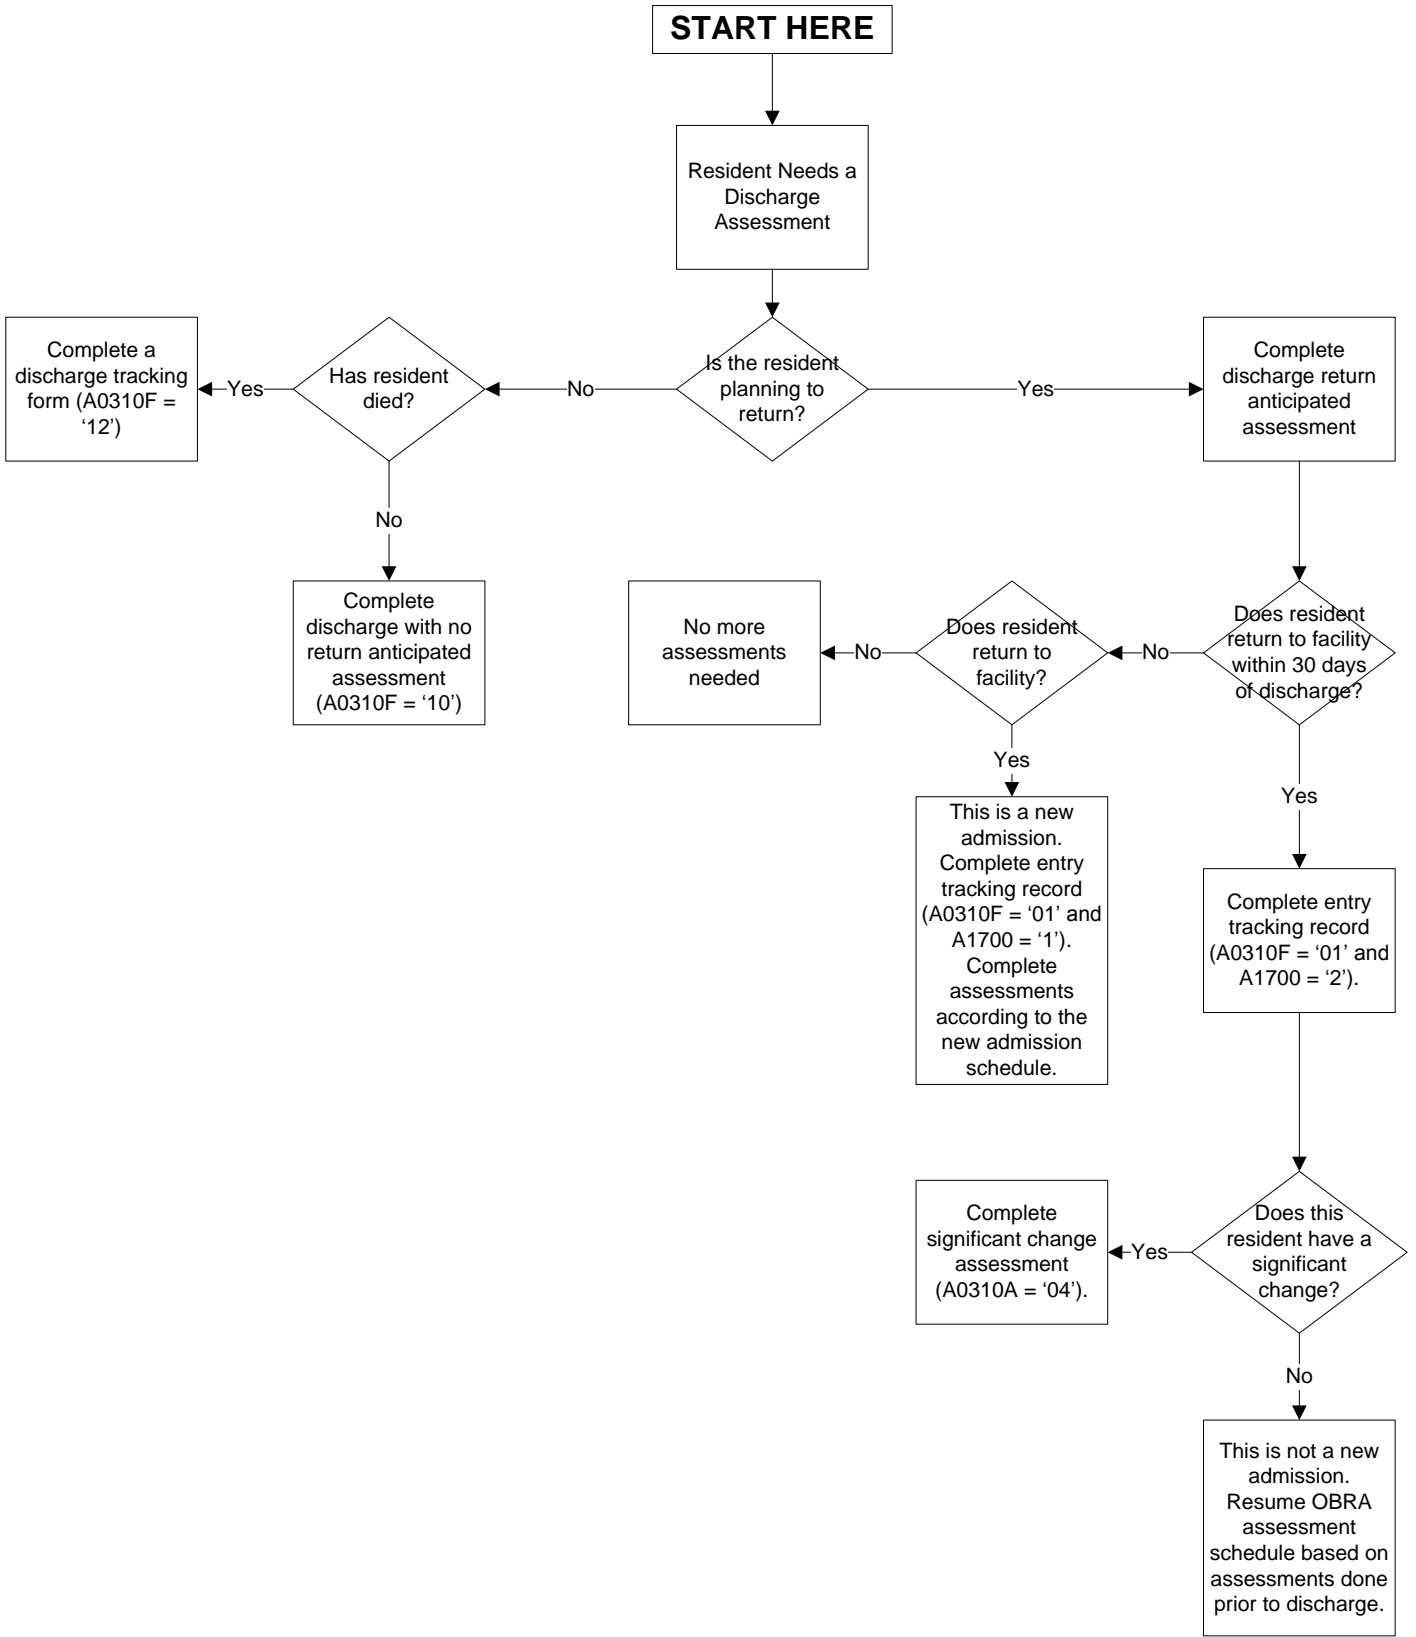 START HERE
Resident Needs a
Discharge
Assessment
Complete a
discharge tracking
form (A0310F =
‘12’)
Yes
Has resident
died?
No
Is the resident
planning to
return?
Yes
Complete
discharge return
anticipated
assessment
No
Complete
discharge with no
return anticipated
assessment
(A0310F = ‘10’)
No more
assessments
needed
No
Does resident
return to
facility?
No
Does resident
return to facility
within 30 days
of discharge?
Yes
This is a new
admission.
Complete entry
tracking record
(A0310F = ‘01’ and
A1700 = ‘1’).
Complete
assessments
according to the
new admission
schedule.
Yes
Complete entry
tracking record
(A0310F = ‘01’ and
A1700 = ‘2’).
Complete
significant change
assessment
(A0310A = ‘04’).
Yes
Does this
resident have a
significant
change?
No
This is not a new
admission.
Resume OBRA
assessment
schedule based on
assessments done
prior to discharge.